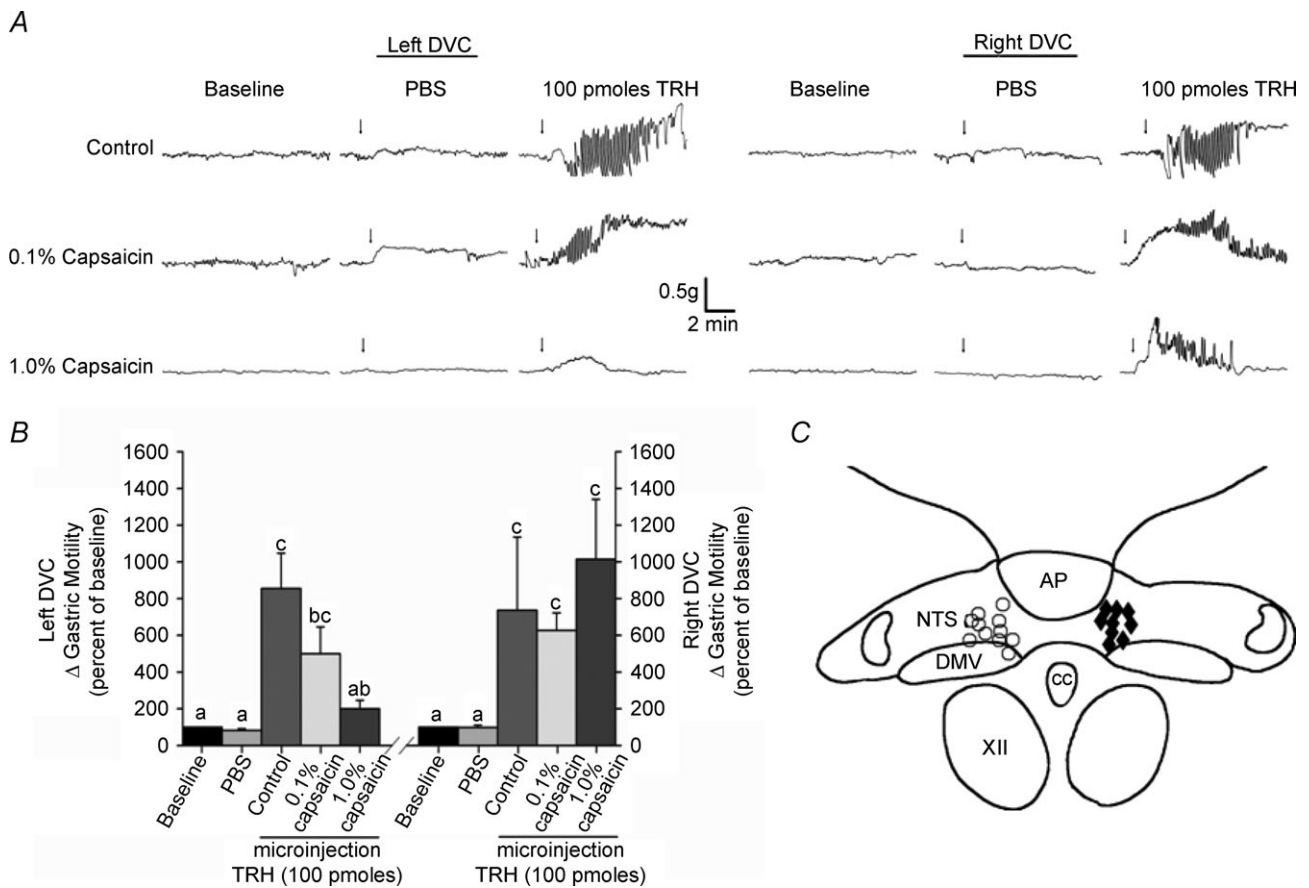 A
Left DVC
Right DVC
Baseline PBS 100 pmoles TRH Baseline PBS 100 pmoles TRH
Control
0.1% Capsaicin
0.5g
2 min
1.0% Capsaicin
B
Left DVC
Δ Gastric Motility
(percent of baseline)
1600
1400
1200
1000
800
600
400
200
0
a a c bc ab a a c c c
1600
1400
1200
1000
800
600
400
200
0
Right DVC
Δ Gastric Motility
(percent of baseline)
Baseline
PBS
Control
0.1%
capsaicin
1.0%
capsaicin
Baseline
PBS
Control
0.1%
capsaicin
1.0%
capsaicin
microinjection
TRH (100 pmoles)
microinjection
TRH (100 pmoles)
C
AP
NTS
DMV
cc
XII